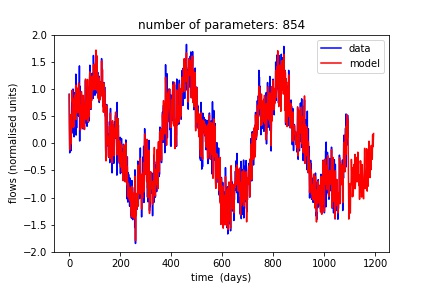 number of parameters: 854
2.0
1.5
1.0
0.5
0.0
−0.5
−1.0
−1.5
−2.0
flows (normalised units)
data
model
0 200 400 600 800 1000 1200
time (days)